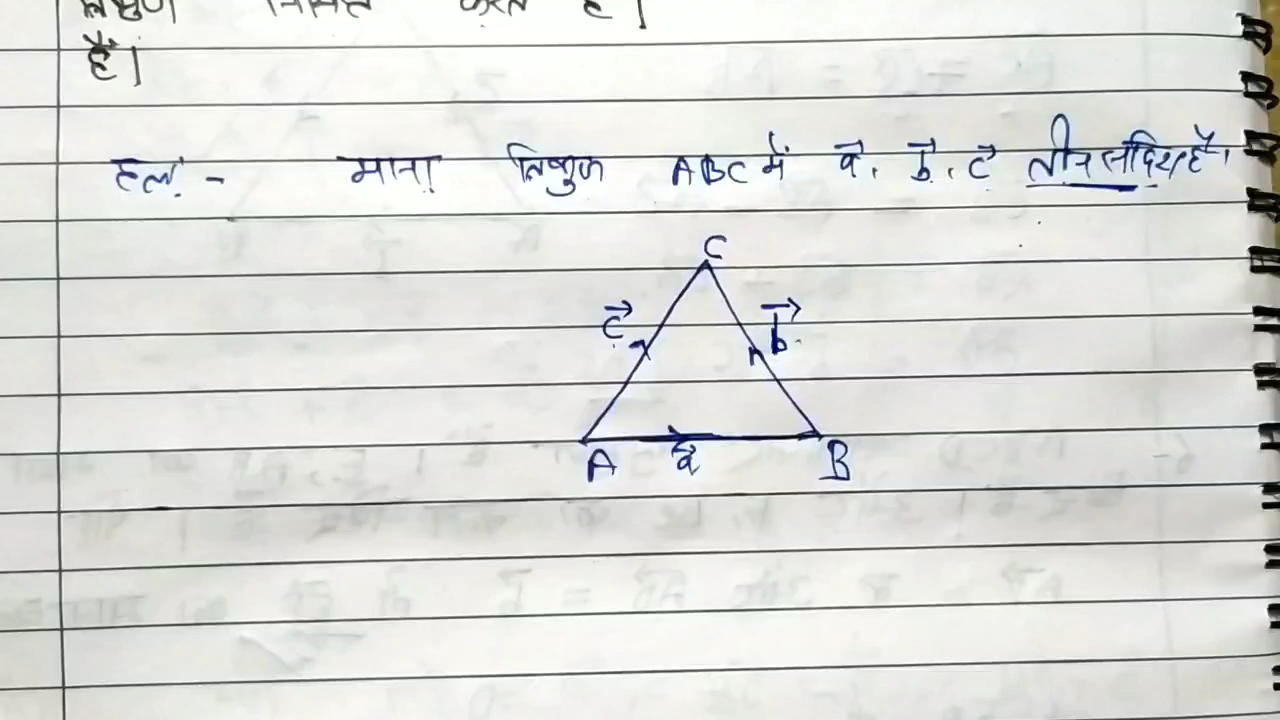 है।
हल - माना त्रिभुज ABC में a⃗, b⃗, c⃗ तीन सदिश है।
C
c⃗ b⃗
A a⃗ B